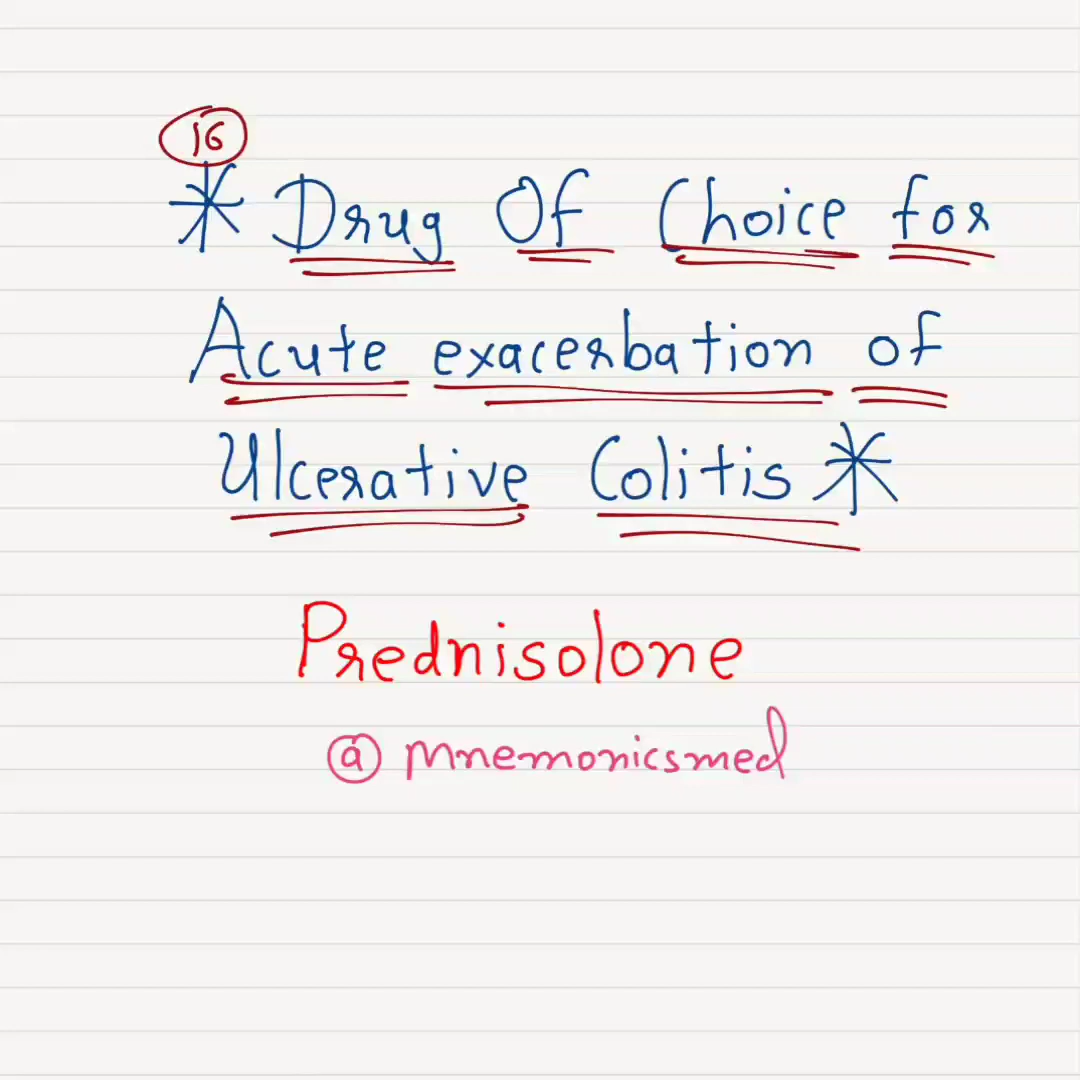 16
* Drug Of Choice for
Acute exacerbation of
Ulcerative Colitis *
Prednisolone
@mnemonicsmed